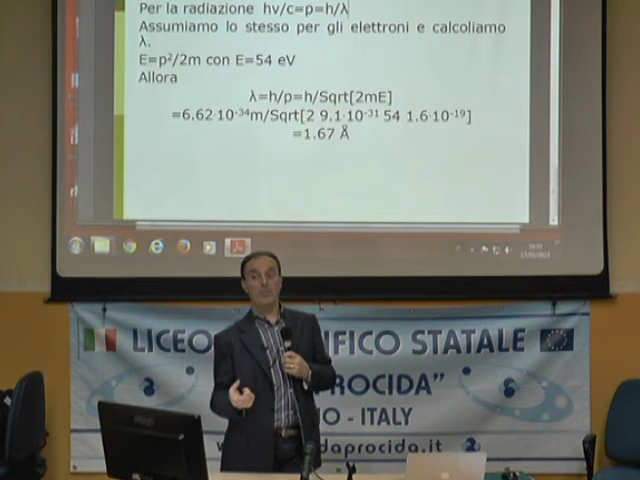 Per la radiazione hv/c=p=h/λ
Assumiamo lo stesso per gli elettroni e calcoliamo
λ.
E=p²/2m con E=54 eV
Allora
λ=h/p=h/Sqrt[2mE]
=6.62·10⁻³⁴m/Sqrt[2 9.1·10⁻³¹ 54 1.6·10⁻¹⁹]
=1.67 Å
LICEO IFICO STATALE
PROCIDA”
NO - ITALY
w daprocida.it